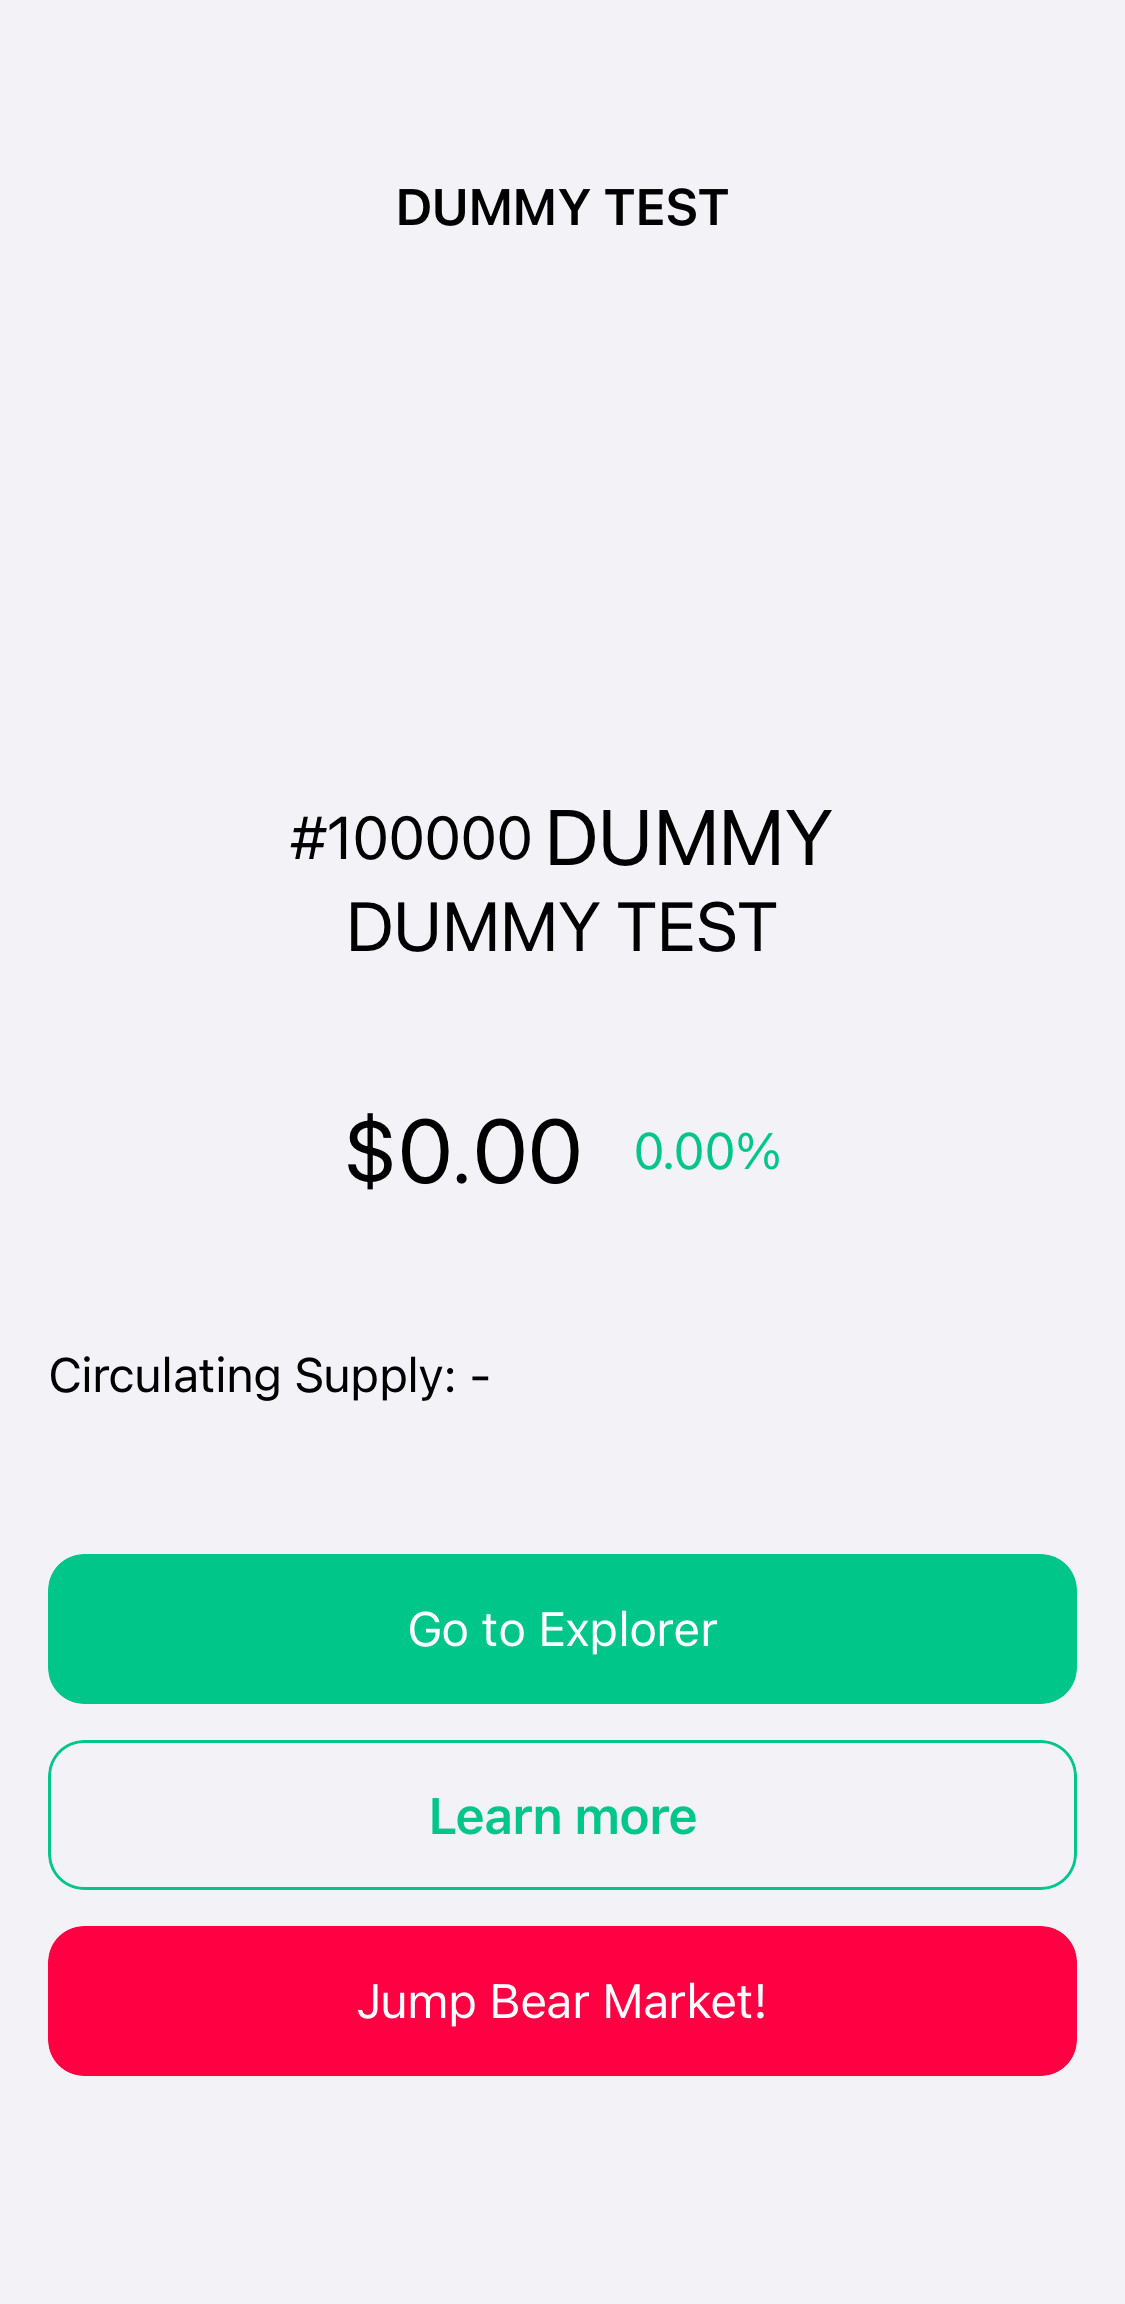 DUMMY TEST
#100000 DUMMY
DUMMY TEST
$0.00 0.00%
Circulating Supply: -
Go to Explorer
Learn more
Jump Bear Market!